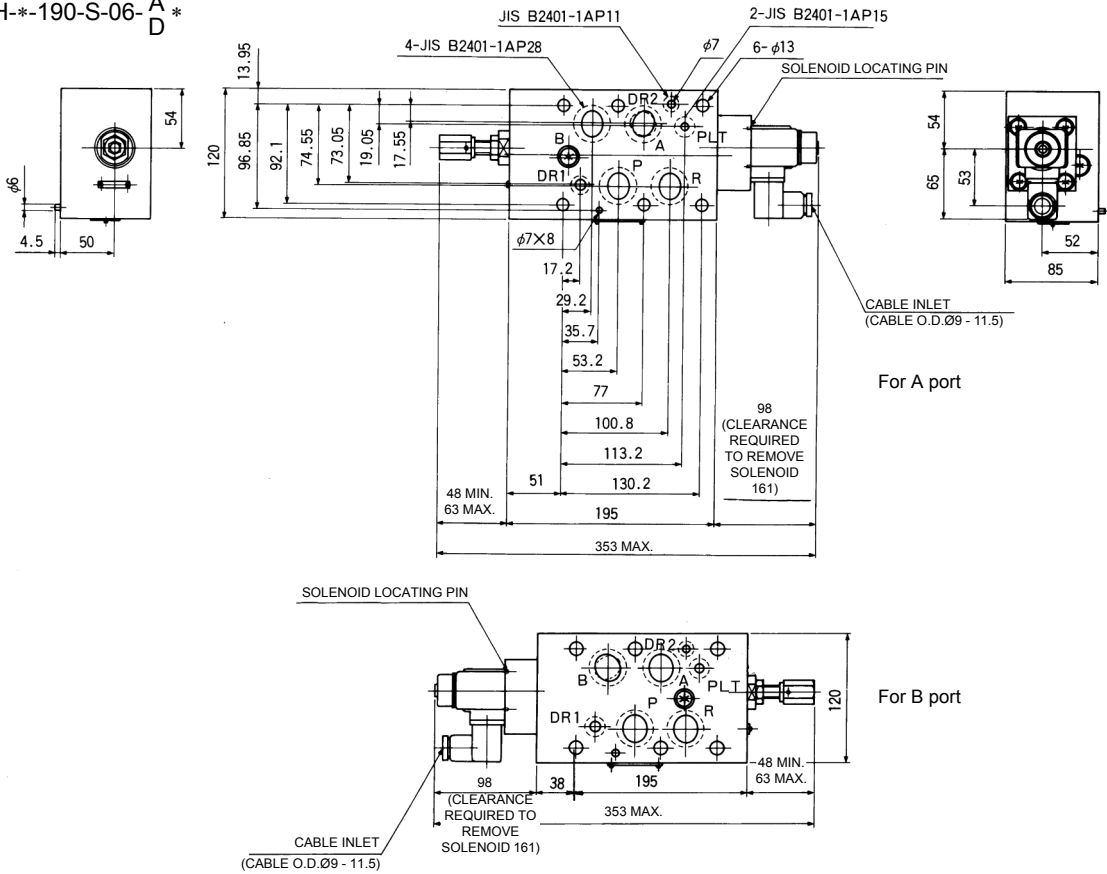 H-*-190-S-06- A *
D
JIS B2401-1AP11
2-JIS B2401-1AP15
4-JIS B2401-1AP28
φ7
6- φ13
SOLENOID LOCATING PIN
13.95
120
96.85
92.1
74.55
73.05
19.05
17.55
54
φ6
4.5
50
DR2
B
A
PLT
DR1
P
R
φ7×8
17.2
29.2
35.7
53.2
77
100.8
113.2
51
130.2
48 MIN.
63 MAX.
195
353 MAX.
98
(CLEARANCE
REQUIRED
TO REMOVE
SOLENOID
161)
54
65
53
52
85
CABLE INLET
(CABLE O.D.Ø9 - 11.5)
For A port
SOLENOID LOCATING PIN
DR2
B
A
PLT
DR1
P
R
120
For B port
98
(CLEARANCE
REQUIRED TO
REMOVE
SOLENOID 161)
38
195
48 MIN.
63 MAX.
353 MAX.
CABLE INLET
(CABLE O.D.Ø9 - 11.5)